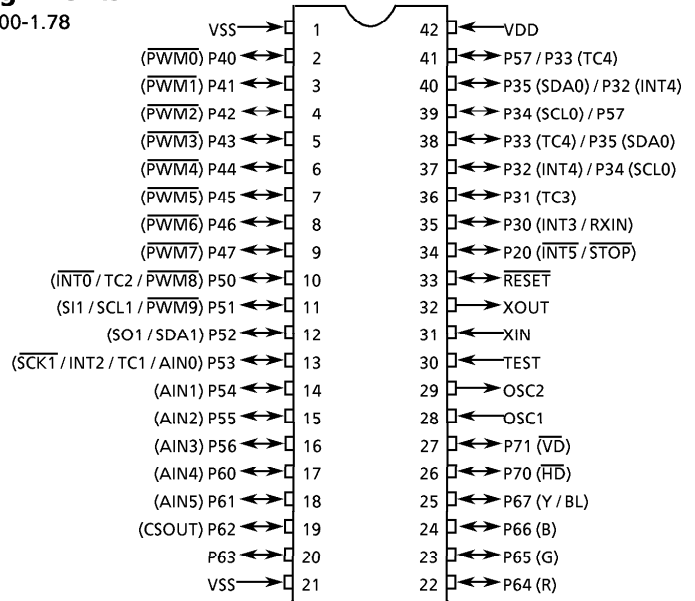 00-1.78
VSS 1 42 VDD
(PWM0) P40 2 41 P57 / P33 (TC4)
(PWM1) P41 3 40 P35 (SDA0) / P32 (INT4)
(PWM2) P42 4 39 P34 (SCL0) / P57
(PWM3) P43 5 38 P33 (TC4) / P35 (SDA0)
(PWM4) P44 6 37 P32 (INT4) / P34 (SCL0)
(PWM5) P45 7 36 P31 (TC3)
(PWM6) P46 8 35 P30 (INT3 / RXIN)
(PWM7) P47 9 34 P20 (INT5 / STOP)
(INT0 / TC2 / PWM8) P50 10 33 RESET
(SI1 / SCL1 / PWM9) P51 11 32 XOUT
(SO1 / SDA1) P52 12 31 XIN
(SCK1 / INT2 / TC1 / AIN0) P53 13 30 TEST
(AIN1) P54 14 29 OSC2
(AIN2) P55 15 28 OSC1
(AIN3) P56 16 27 P71 (VD)
(AIN4) P60 17 26 P70 (HD)
(AIN5) P61 18 25 P67 (Y / BL)
(CSOUT) P62 19 24 P66 (B)
P63 20 23 P65 (G)
VSS 21 22 P64 (R)